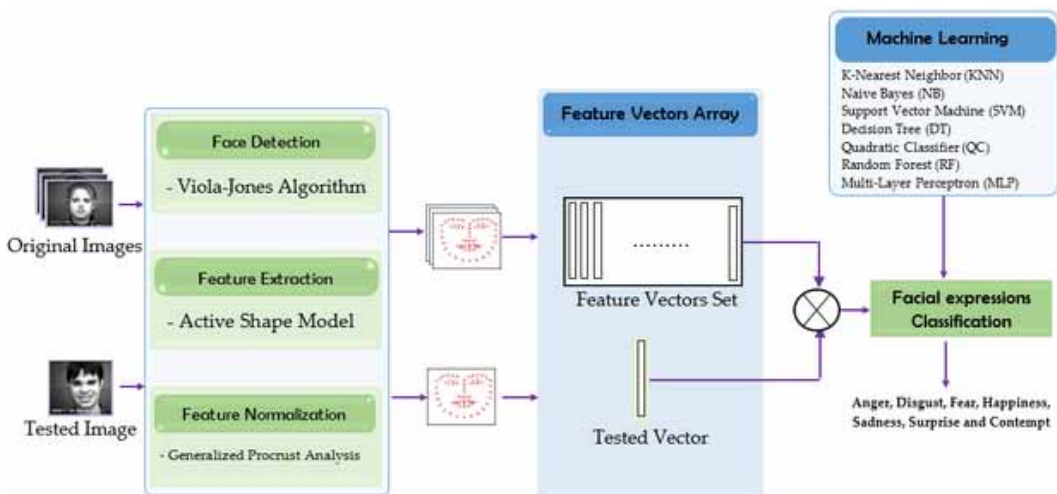 Original Images
Tested Image
Face Detection
- Viola-Jones Algorithm
Feature Extraction
- Active Shape Model
Feature Normalization
- Generalized Procrust Analysis
Feature Vectors Array
.........
Feature Vectors Set
Tested Vector
Machine Learning
K-Nearest Neighbor (KNN)
Naive Bayes (NB)
Support Vector Machine (SVM)
Decision Tree (DT)
Quadratic Classifier (QC)
Random Forest (RF)
Multi-Layer Perceptron (MLP)
Facial expressions
Classification
Anger, Disgust, Fear, Happiness,
Sadness, Surprise and Contempt